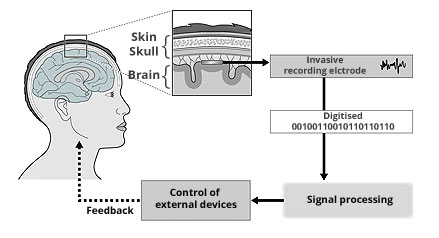 Skin
Skull
Brain
Invasive
recording elctrode
Digitised
00100110010110110110
Signal processing
Control of
external devices
Feedback